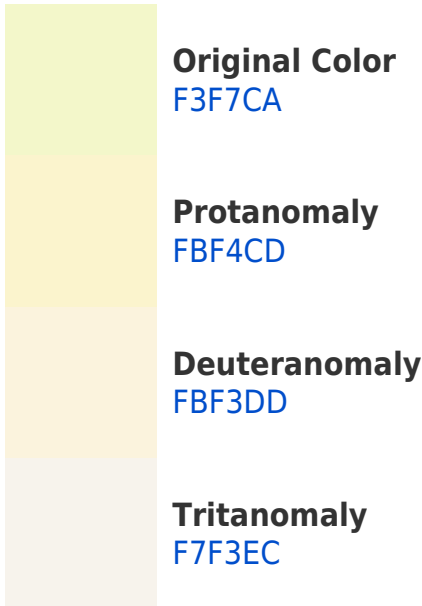 Original Color
F3F7CA
Protanomaly
FBF4CD
Deuteranomaly
FBF3DD
Tritanomaly
F7F3EC